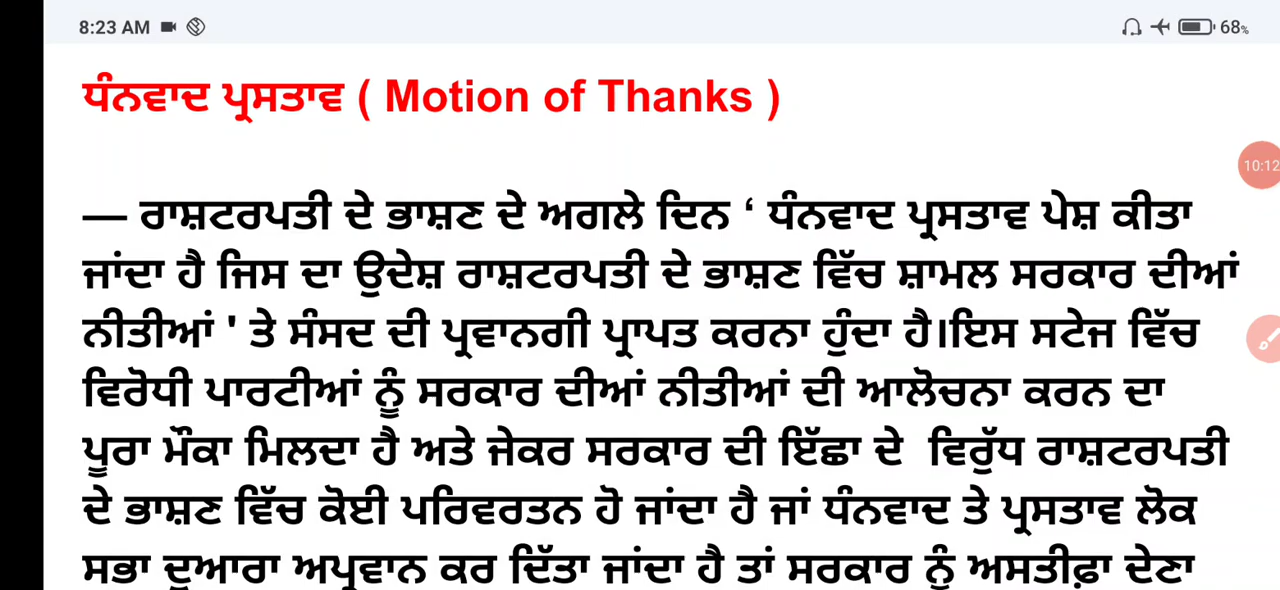 8:23 AM
68%
ਧੰਨਵਾਦ ਪ੍ਰਸਤਾਵ ( Motion of Thanks )
10:12
— ਰਾਸ਼ਟਰਪਤੀ ਦੇ ਭਾਸ਼ਣ ਦੇ ਅਗਲੇ ਦਿਨ ‘ ਧੰਨਵਾਦ ਪ੍ਰਸਤਾਵ ਪੇਸ਼ ਕੀਤਾ
ਜਾਂਦਾ ਹੈ ਜਿਸ ਦਾ ਉਦੇਸ਼ ਰਾਸ਼ਟਰਪਤੀ ਦੇ ਭਾਸ਼ਣ ਵਿੱਚ ਸ਼ਾਮਲ ਸਰਕਾਰ ਦੀਆਂ
ਨੀਤੀਆਂ ' ਤੇ ਸੰਸਦ ਦੀ ਪ੍ਰਵਾਨਗੀ ਪ੍ਰਾਪਤ ਕਰਨਾ ਹੁੰਦਾ ਹੈ।ਇਸ ਸਟੇਜ ਵਿੱਚ
ਵਿਰੋਧੀ ਪਾਰਟੀਆਂ ਨੂੰ ਸਰਕਾਰ ਦੀਆਂ ਨੀਤੀਆਂ ਦੀ ਆਲੋਚਨਾ ਕਰਨ ਦਾ
ਪੂਰਾ ਮੌਕਾ ਮਿਲਦਾ ਹੈ ਅਤੇ ਜੇਕਰ ਸਰਕਾਰ ਦੀ ਇੱਛਾ ਦੇ ਵਿਰੁੱਧ ਰਾਸ਼ਟਰਪਤੀ
ਦੇ ਭਾਸ਼ਣ ਵਿੱਚ ਕੋਈ ਪਰਿਵਰਤਨ ਹੋ ਜਾਂਦਾ ਹੈ ਜਾਂ ਧੰਨਵਾਦ ਤੇ ਪ੍ਰਸਤਾਵ ਲੋਕ
ਸਭਾ ਦੁਆਰਾ ਅਪ੍ਰਵਾਨ ਕਰ ਦਿੱਤਾ ਜਾਂਦਾ ਹੈ ਤਾਂ ਸਰਕਾਰ ਨੂੰ ਅਸਤੀਫ਼ਾ ਦੇਣਾ